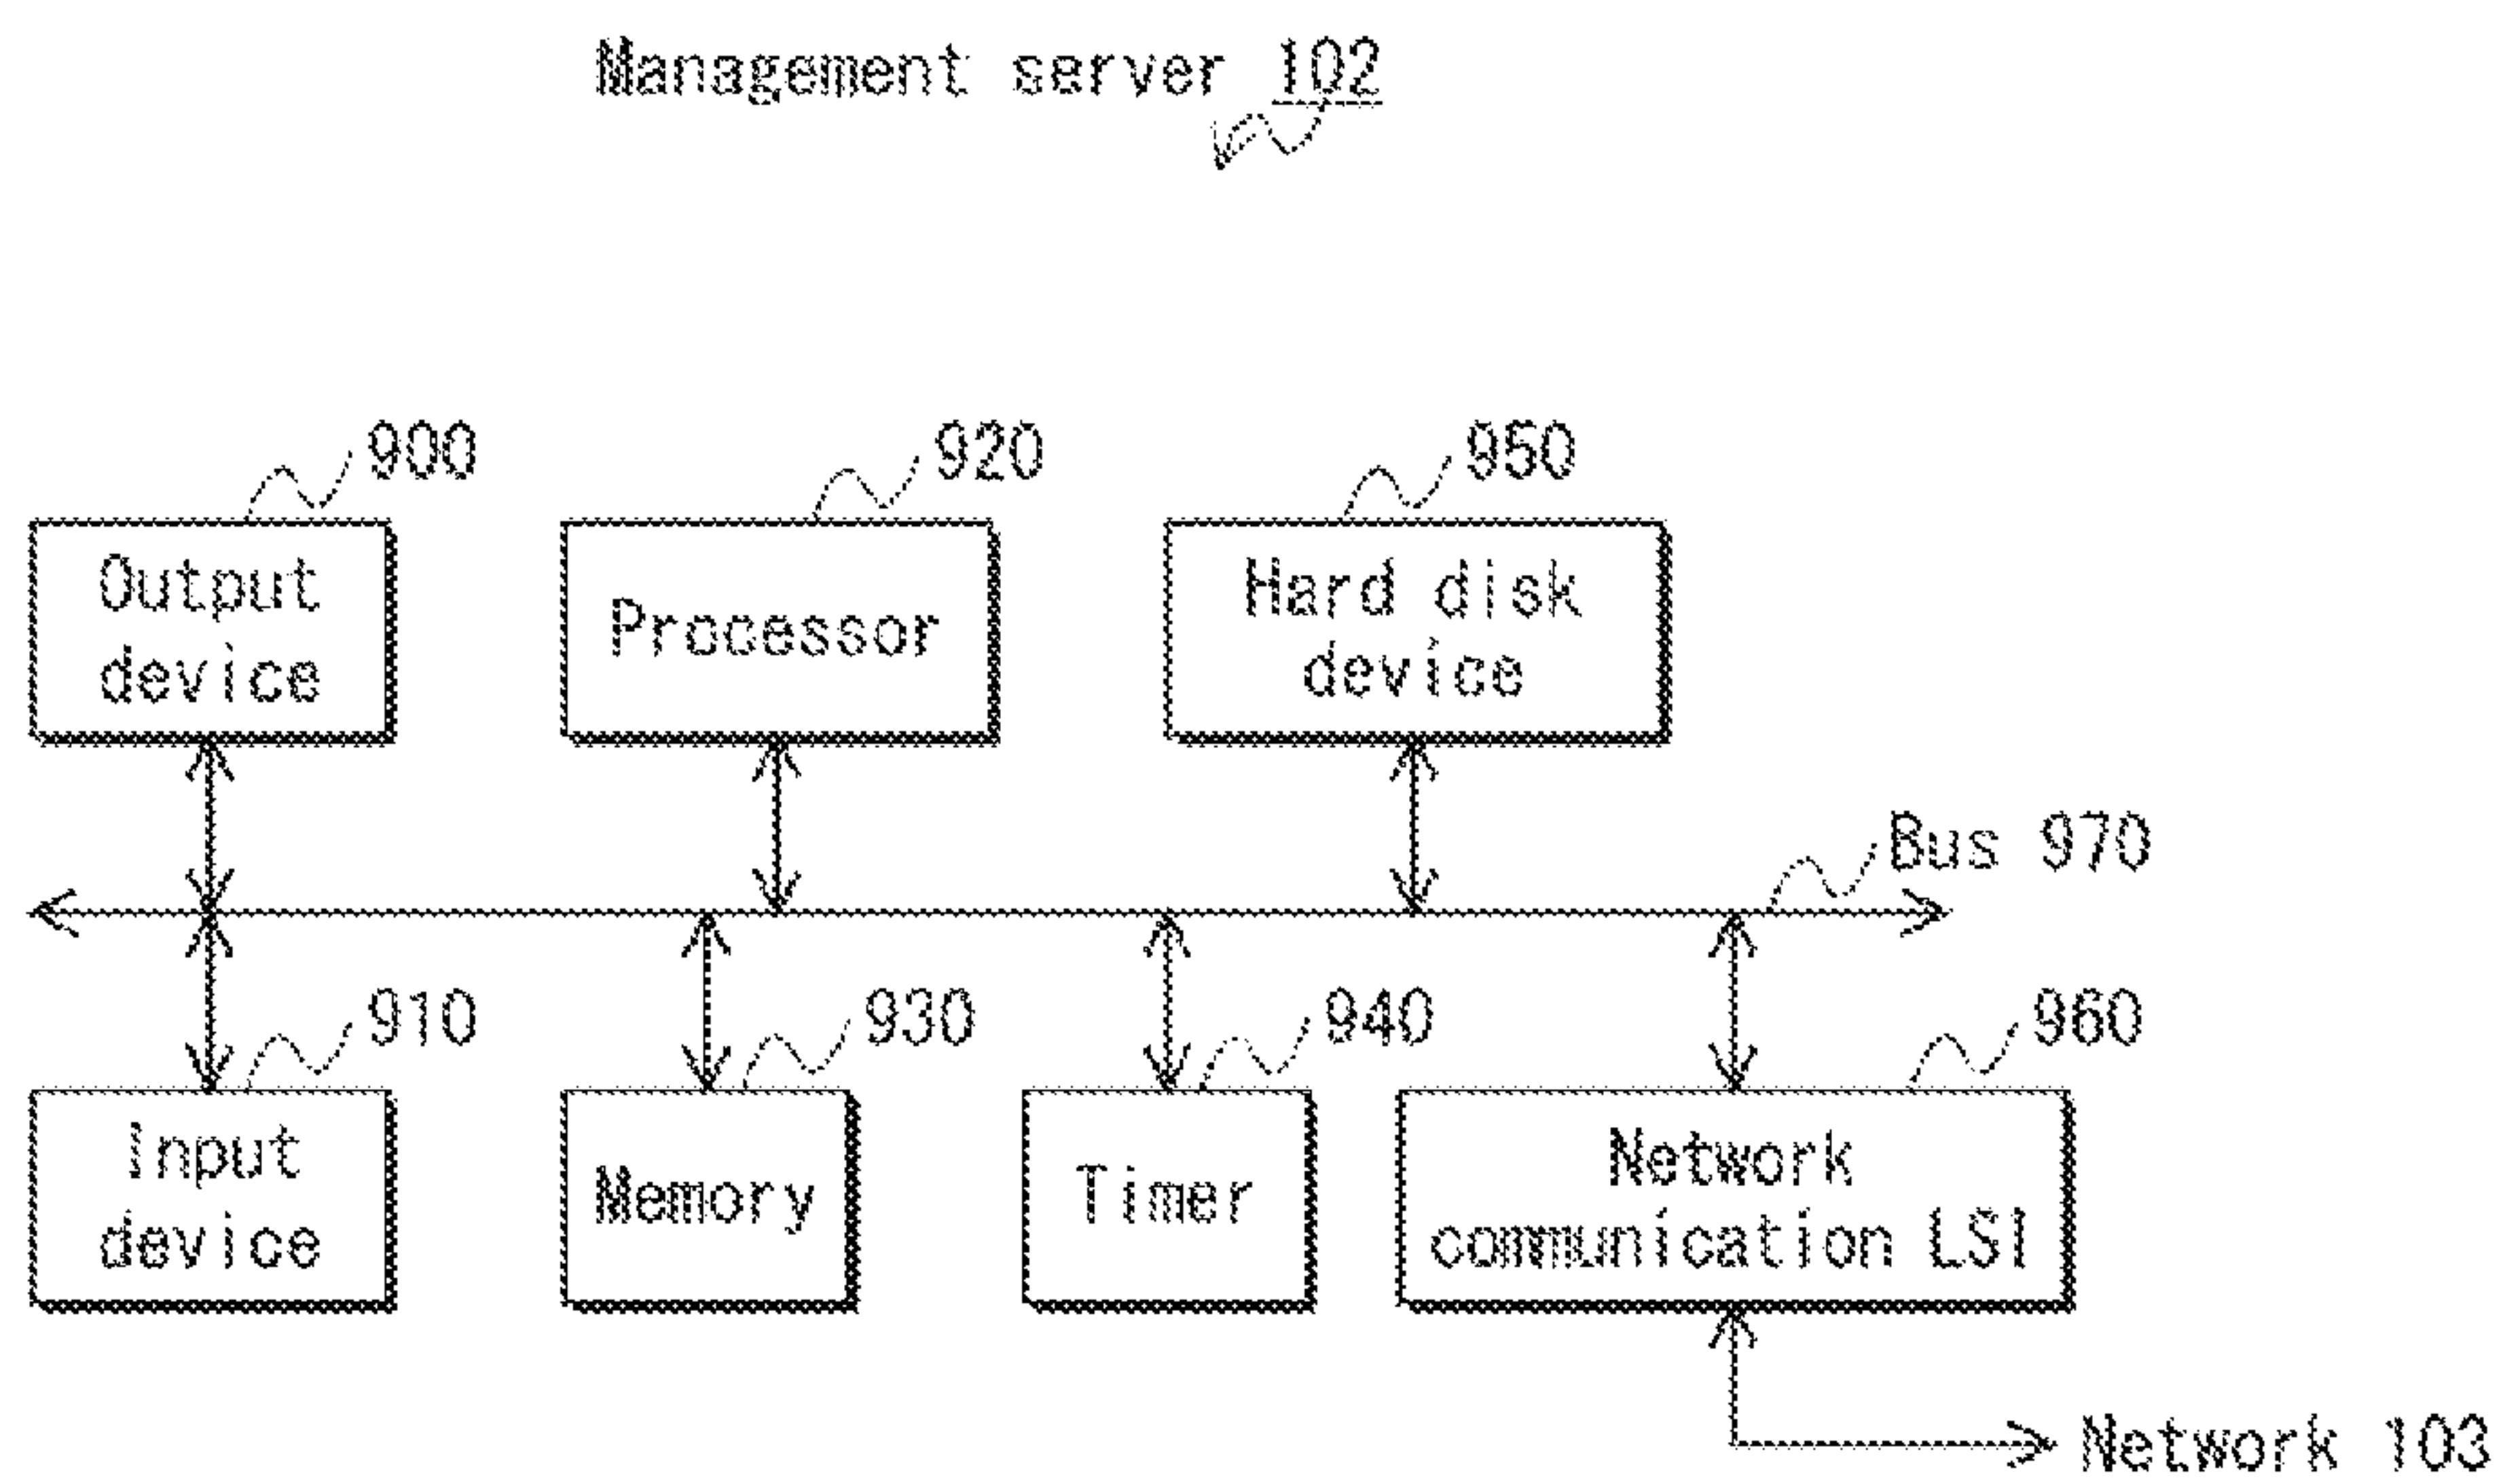 Management server 102
900
920
950
Output
device
Processor
Hard disk
device
Bus 970
910
930
940
960
Input
device
Memory
Timer
Network
communication LSI
Network 103